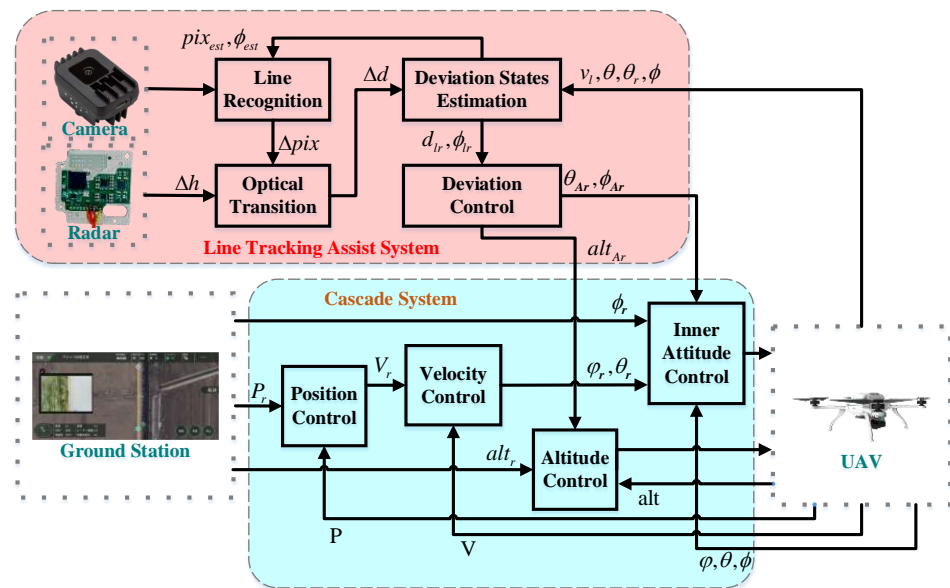 pix_est, ϕ_est
Line
Recognition
Δd
Deviation States
Estimation
v_l, θ, θ_r, ϕ
Camera
Δpix
d_lr, ϕ_lr
Δh
Optical
Transition
Deviation
Control
θ_Ar, ϕ_Ar
Radar
Line Tracking Assist System
alt_Ar
Cascade System
ϕ_r
Inner
Attitude
Control
P_r
Position
Control
V_r
Velocity
Control
φ_r, θ_r
Ground Station
alt_r
Altitude
Control
UAV
alt
P
V
φ, θ, ϕ